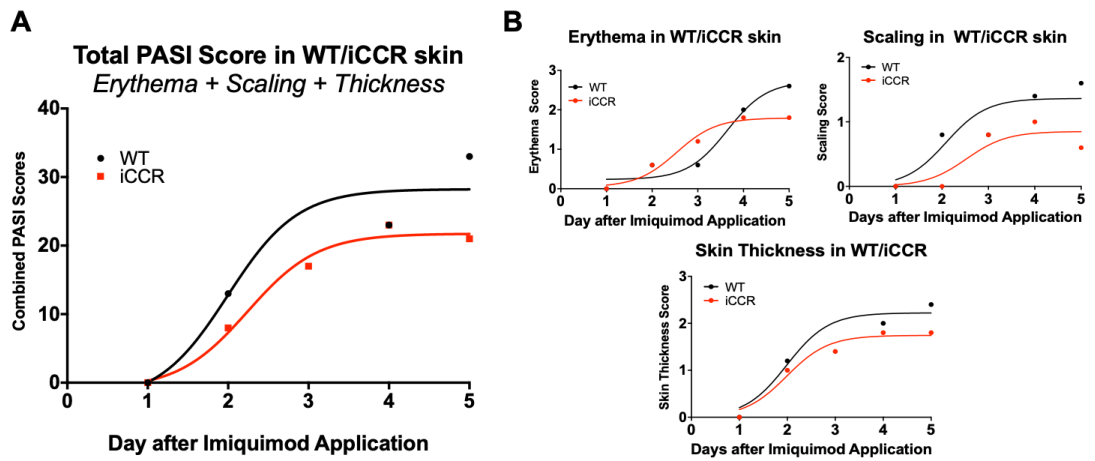 A
Total PASI Score in WT/iCCR skin
Erythema + Scaling + Thickness
Combined PASI Scores
40
30
20
10
0
WT
iCCR
0 1 2 3 4 5
Day after Imiquimod Application
B
Erythema in WT/iCCR skin
Erythema Score
3
2
1
0
WT
iCCR
0 1 2 3 4 5
Day after Imiquimod Application
Scaling in WT/iCCR skin
Scaling Score
2
1
0
WT
iCCR
0 1 2 3 4 5
Days after Imiquimod Application
Skin Thickness in WT/iCCR
Skin Thickness Score
3
2
1
0
WT
iCCR
0 1 2 3 4 5
Days after Imiquimod Application